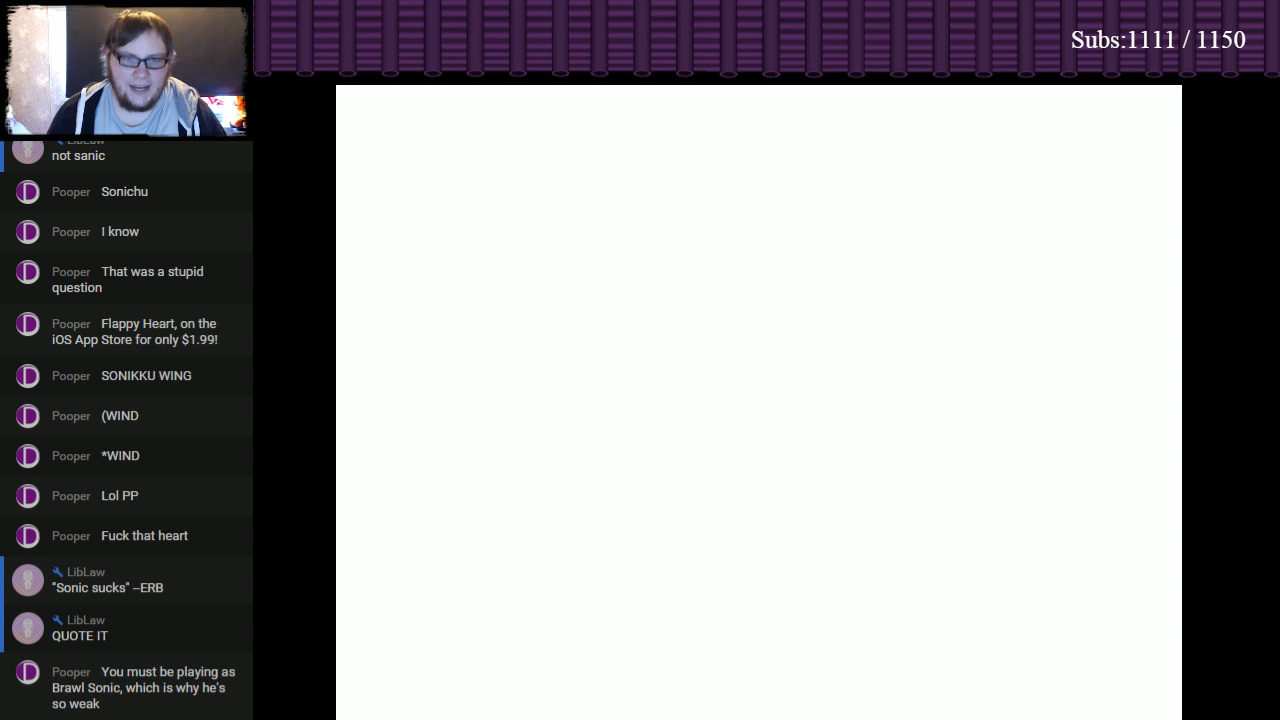 Subs:1111 / 1150
LibLaw
not sanic
Pooper Sonichu
Pooper I know
Pooper That was a stupid
question
Pooper Flappy Heart, on the
iOS App Store for only $1.99!
Pooper SONIKKU WING
Pooper (WIND
Pooper *WIND
Pooper Lol PP
Pooper Fuck that heart
LibLaw
"Sonic sucks" --ERB
LibLaw
QUOTE IT
Pooper You must be playing as
Brawl Sonic, which is why he's
so weak